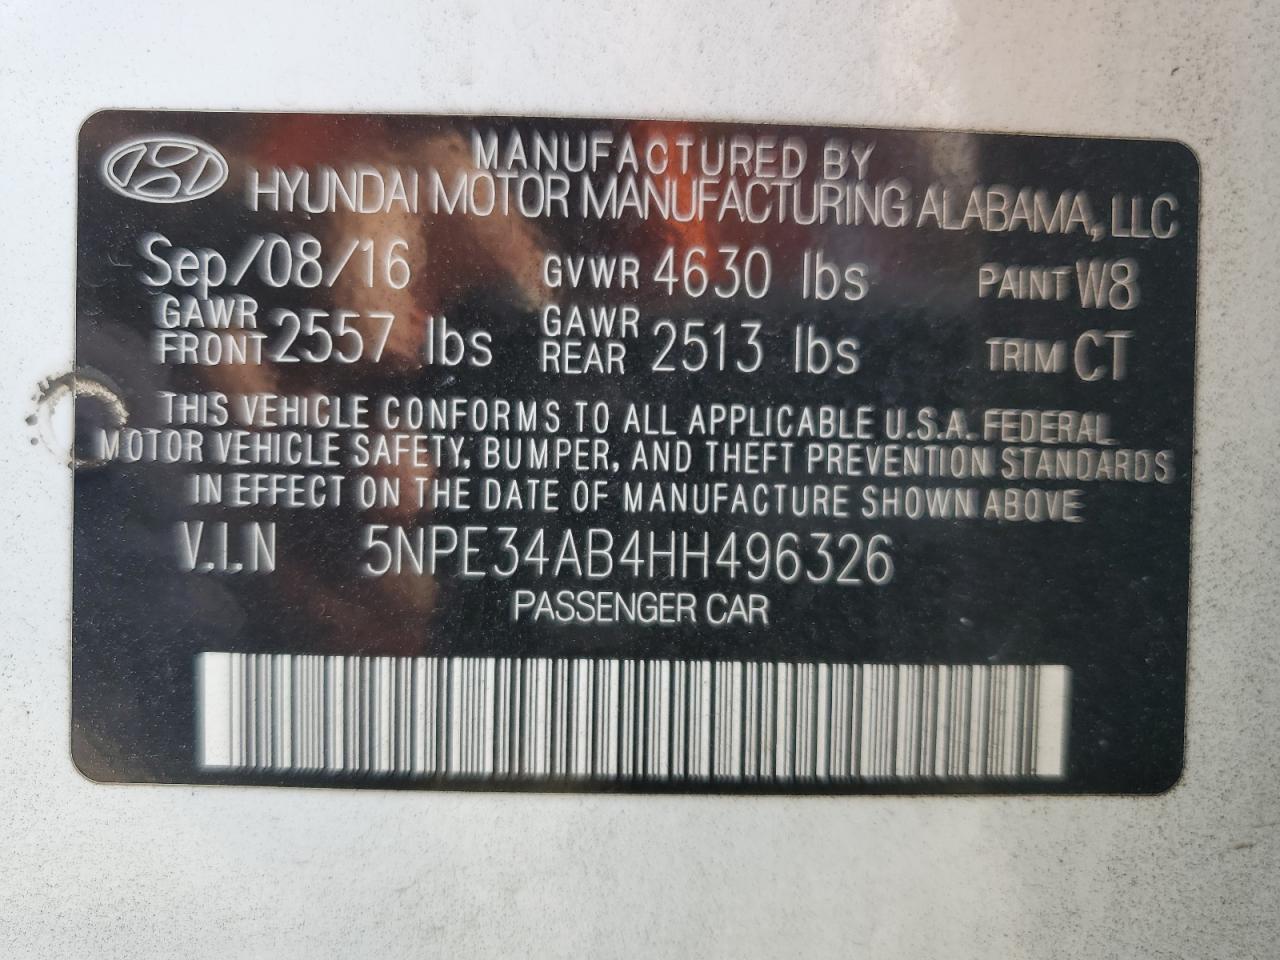 MANUFACTURED BY
HYUNDAI MOTOR MANUFACTURING ALABAMA, LLC
Sep/08/16 GVWR 4630 lbs PAINT W8
GAWR FRONT 2557 lbs GAWR REAR 2513 lbs TRIM CT
THIS VEHICLE CONFORMS TO ALL APPLICABLE U.S.A. FEDERAL
MOTOR VEHICLE SAFETY, BUMPER, AND THEFT PREVENTION STANDARDS
IN EFFECT ON THE DATE OF MANUFACTURE SHOWN ABOVE
V.I.N 5NPE34AB4HH496326
PASSENGER CAR